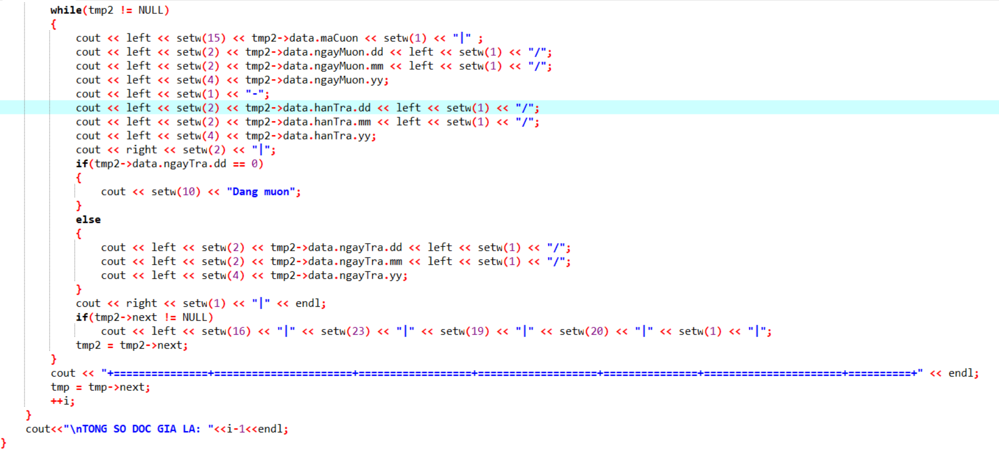 while(tmp2 != NULL)
{
cout << left << setw(15) << tmp2->data.maCuon << setw(1) << "|" ;
cout << left << setw(2) << tmp2->data.ngayMuon.dd << left << setw(1) << "/";
cout << left << setw(2) << tmp2->data.ngayMuon.mm << left << setw(1) << "/";
cout << left << setw(4) << tmp2->data.ngayMuon.yy;
cout << left << setw(1) << "-";
cout << left << setw(2) << tmp2->data.hanTra.dd << left << setw(1) << "/";
cout << left << setw(2) << tmp2->data.hanTra.mm << left << setw(1) << "/";
cout << left << setw(4) << tmp2->data.hanTra.yy;
cout << right << setw(2) << "|";
if(tmp2->data.ngayTra.dd == 0)
{
cout << setw(10) << "Dang muon";
}
else
{
cout << left << setw(2) << tmp2->data.ngayTra.dd << left << setw(1) << "/";
cout << left << setw(2) << tmp2->data.ngayTra.mm << left << setw(1) << "/";
cout << left << setw(4) << tmp2->data.ngayTra.yy;
}
cout << right << setw(1) << "|" << endl;
if(tmp2->next != NULL)
cout << left << setw(16) << "|" << setw(23) << "|" << setw(19) << "|" << setw(20) << "|" << setw(1) << "|";
tmp2 = tmp2->next;
}
cout << "+===============+======================+==================+===================+===============+======================+==========+" << endl;
tmp = tmp->next;
++i;
}
cout<<"\nTONG SO DOC GIA LA: "<<i-1<<endl;
}